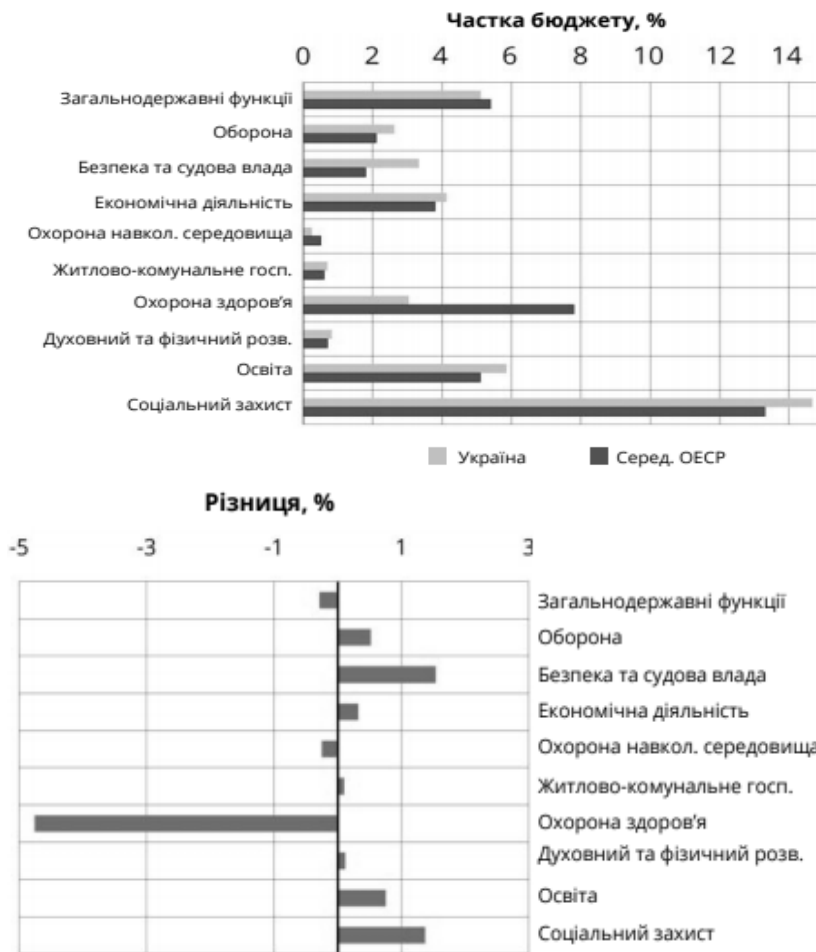 Частка бюджету, %
0 2 4 6 8 10 12 14
Загальнодержавні функції
Оборона
Безпека та судова влада
Економічна діяльність
Охорона навкол. середовища
Житлово-комунальне госп.
Охорона здоров'я
Духовний та фізичний розв.
Освіта
Соціальний захист
Україна Серед. ОЕСР
Різниця, %
-5 -3 -1 1 3
Загальнодержавні функції
Оборона
Безпека та судова влада
Економічна діяльність
Охорона навкол. середовища
Житлово-комунальне госп.
Охорона здоров'я
Духовний та фізичний розв.
Освіта
Соціальний захист